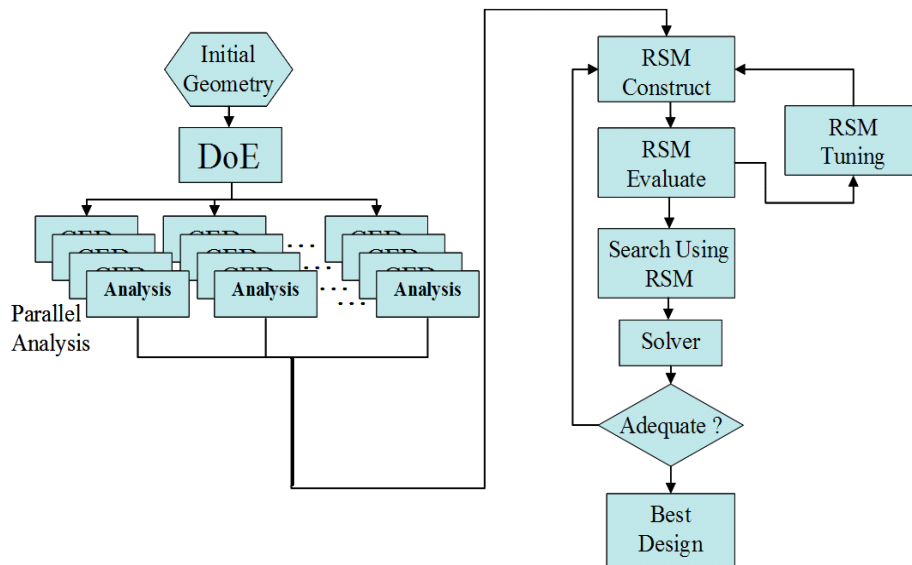 Initial
Geometry
DoE
Analysis
Analysis
Analysis
Parallel
Analysis
RSM
Construct
RSM
Evaluate
RSM
Tuning
Search Using
RSM
Solver
Adequate ?
Best
Design